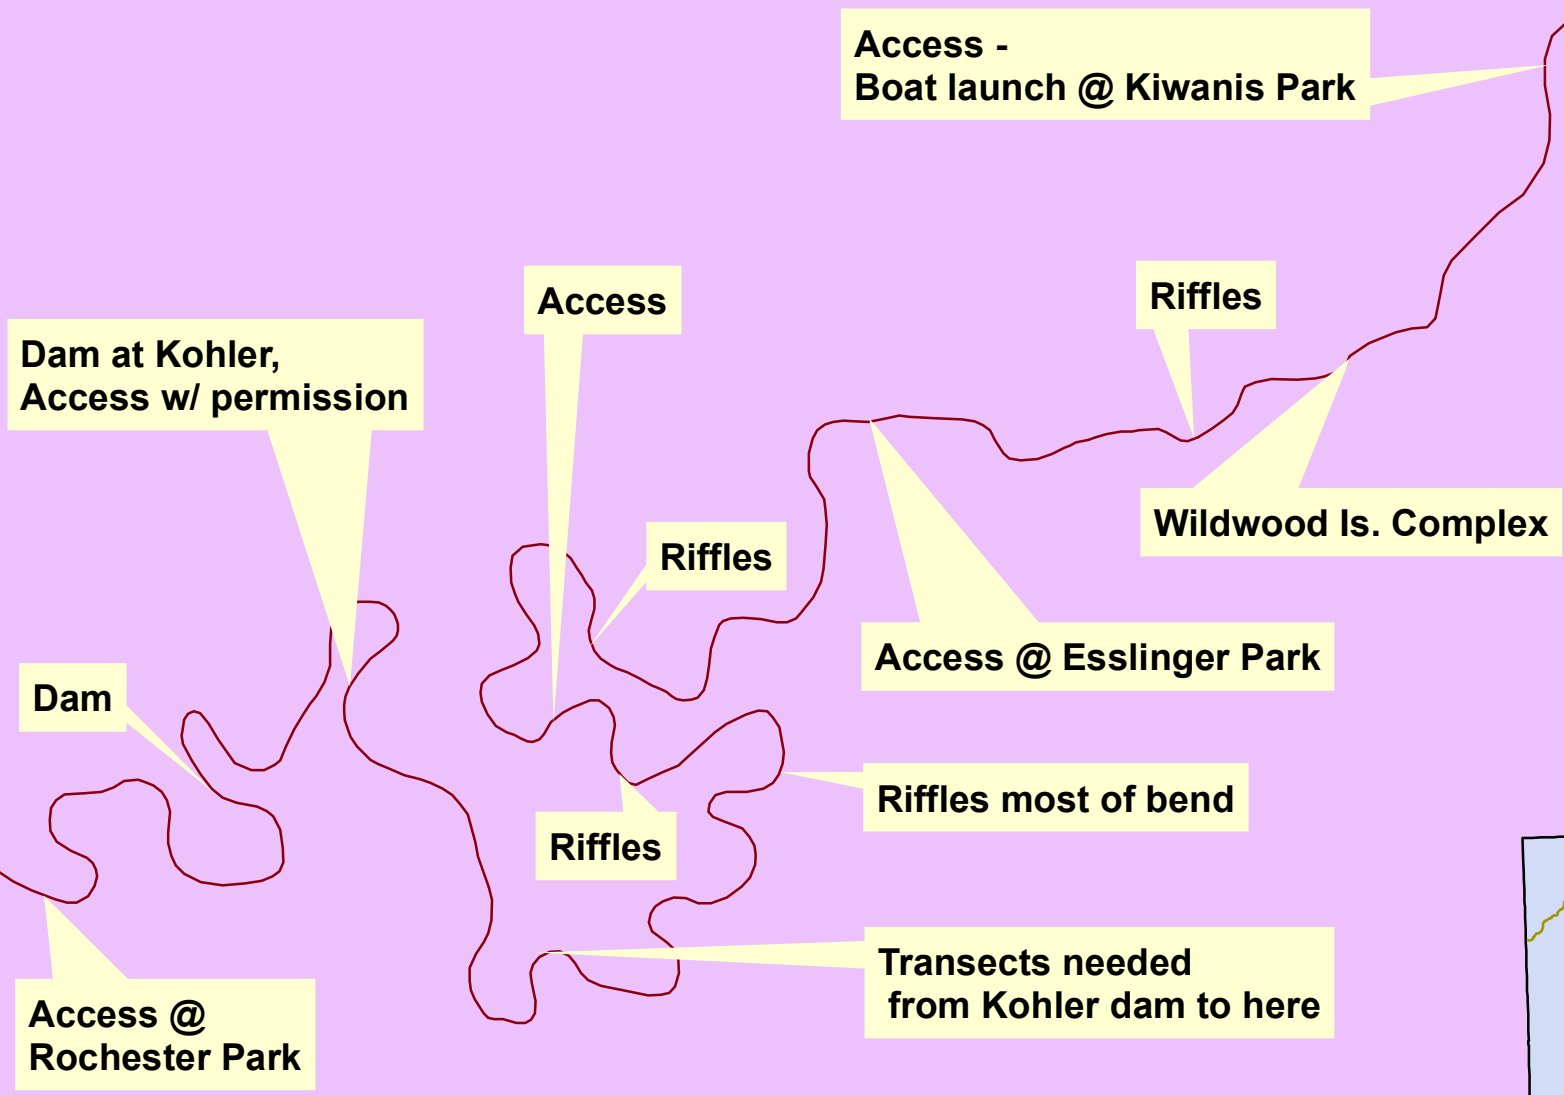 Access -
Boat launch @ Kiwanis Park
Access
Riffles
Dam at Kohler,
Access w/ permission
Riffles
Wildwood Is. Complex
Access @ Esslinger Park
Dam
Riffles most of bend
Riffles
Transects needed
from Kohler dam to here
Access @
Rochester Park